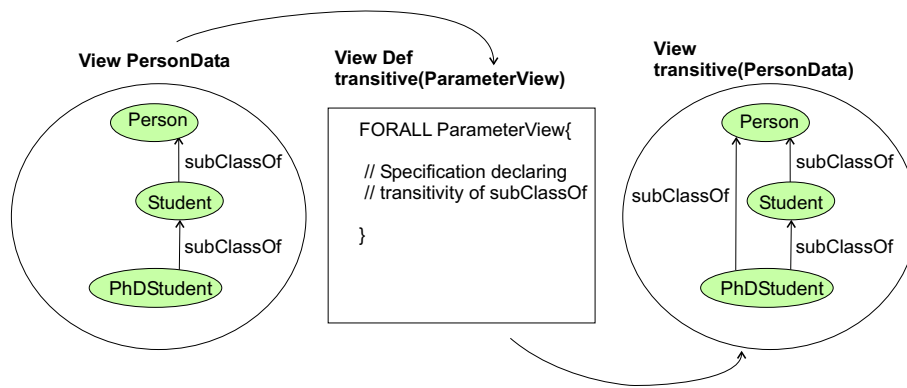 View PersonData
Person
subClassOf
Student
subClassOf
PhDStudent
View Def
transitive(ParameterView)
FORALL ParameterView{
// Specification declaring
// transitivity of subClassOf
}
View
transitive(PersonData)
Person
subClassOf
subClassOf
Student
subClassOf
PhDStudent